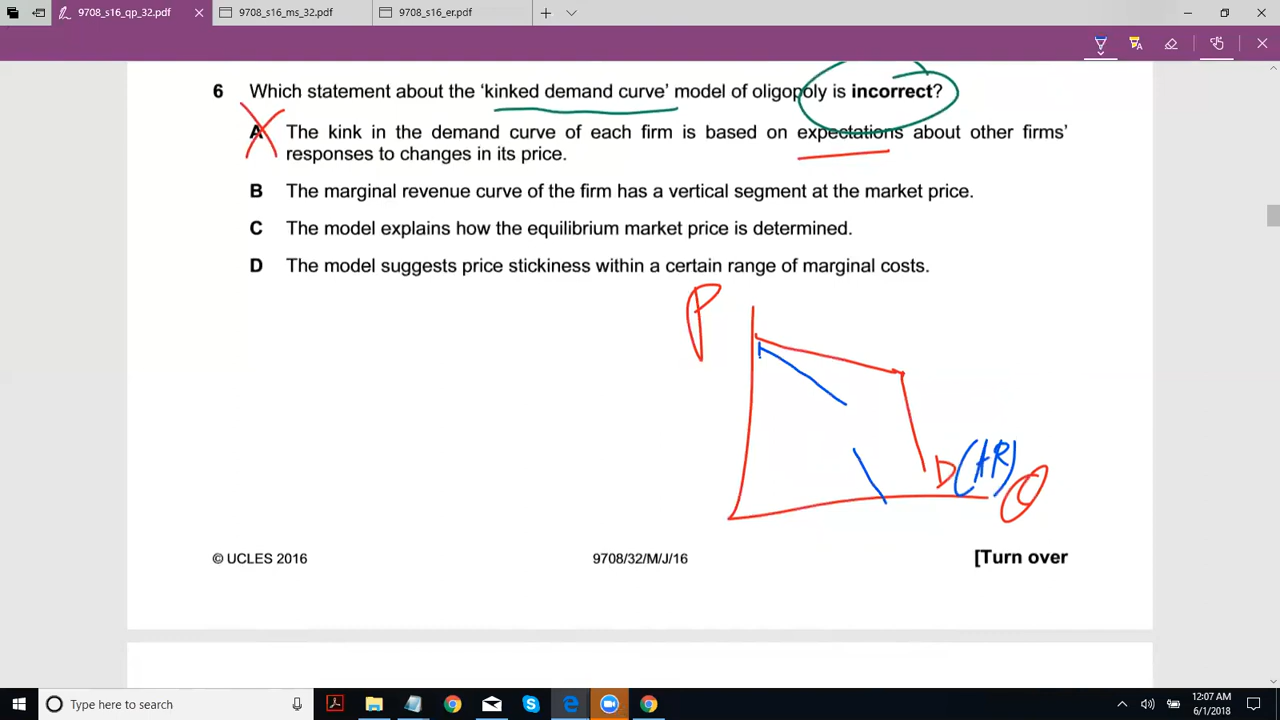 9708_s16_qp_32.pdf
9708_s16_ms_32.pdf
9708_s16_er.pdf
6 Which statement about the ‘kinked demand curve’ model of oligopoly is incorrect?
A The kink in the demand curve of each firm is based on expectations about other firms’
responses to changes in its price.
B The marginal revenue curve of the firm has a vertical segment at the market price.
C The model explains how the equilibrium market price is determined.
D The model suggests price stickiness within a certain range of marginal costs.
P
D (AR)
Q
© UCLES 2016
9708/32/M/J/16
[Turn over
Type here to search
12:07 AM
6/1/2018